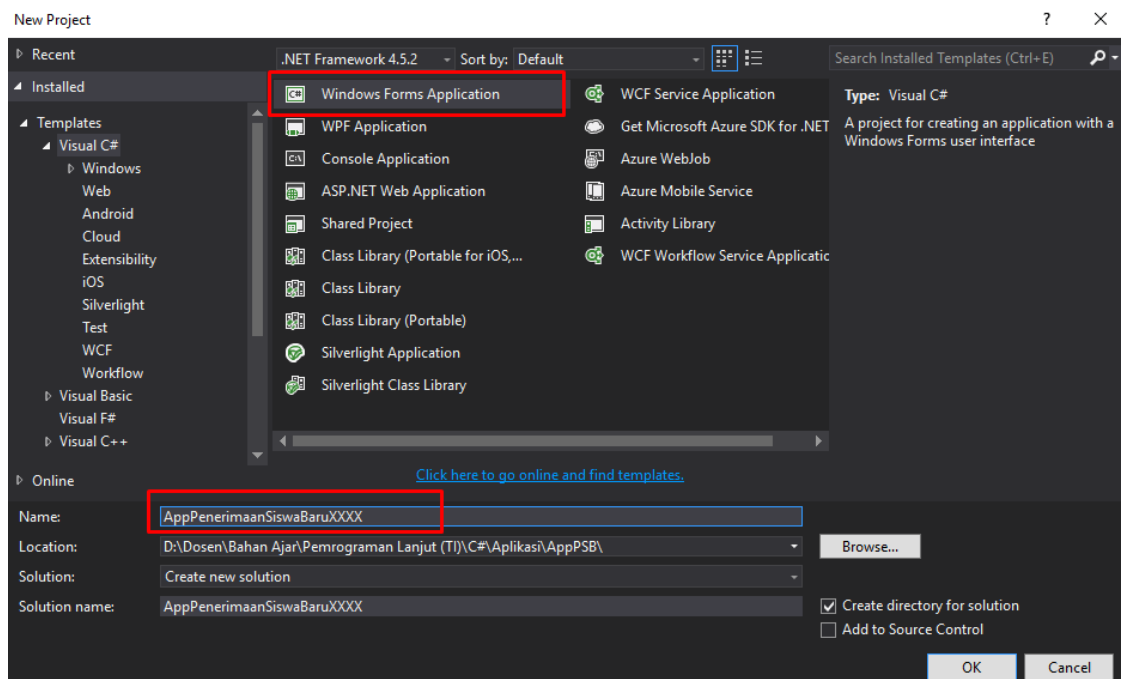 New Project
?
Recent
.NET Framework 4.5.2
Sort by: Default
Search Installed Templates (Ctrl+E)
Installed
Templates
Visual C#
Windows
Web
Android
Cloud
Extensibility
iOS
Silverlight
Test
WCF
Workflow
Visual Basic
Visual F#
Visual C++
Online
C# Windows Forms Application
WPF Application
C:\ Console Application
ASP.NET Web Application
Shared Project
Class Library (Portable for iOS,...
Class Library
Class Library (Portable)
Silverlight Application
Silverlight Class Library
WCF Service Application
Get Microsoft Azure SDK for .NET
Azure WebJob
Azure Mobile Service
Activity Library
WCF Workflow Service Applicatic
Type: Visual C#
A project for creating an application with a
Windows Forms user interface
Click here to go online and find templates.
Name: AppPenerimaanSiswaBaruXXXX
Location: D:\Dosen\Bahan Ajar\Pemrograman Lanjut (TI)\C#\Aplikasi\AppPSB\
Browse...
Solution: Create new solution
Solution name: AppPenerimaanSiswaBaruXXXX
Create directory for solution
Add to Source Control
OK
Cancel